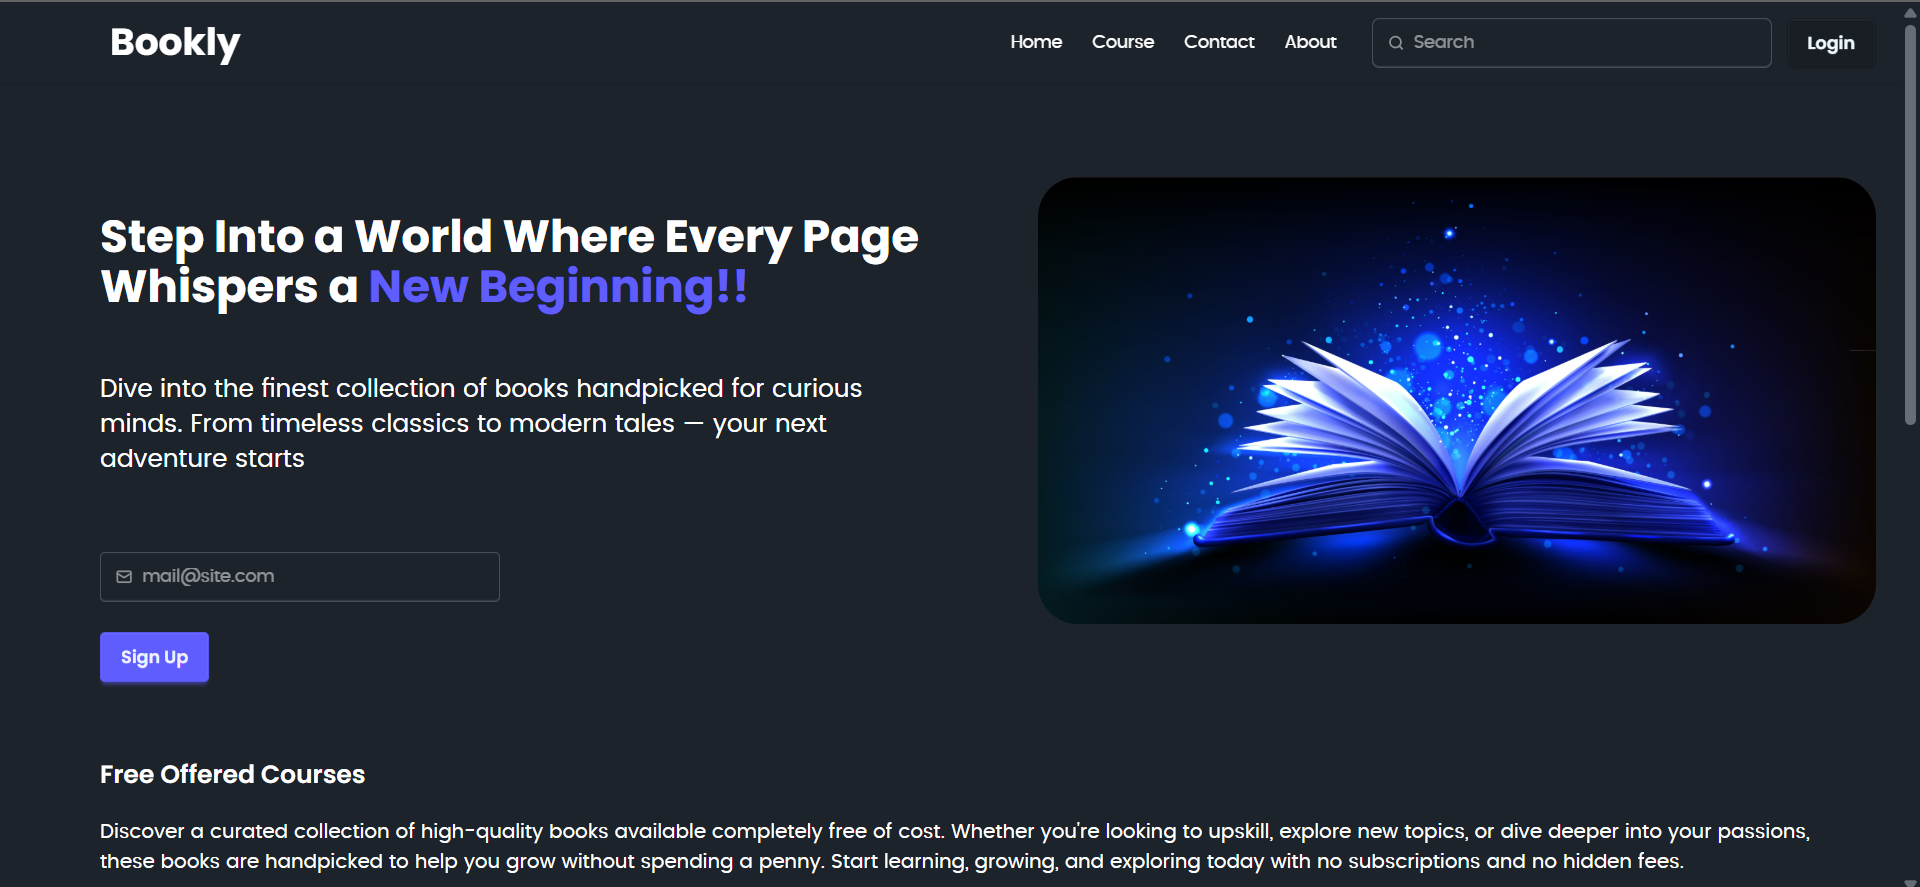 Bookly
Home Course Contact About Search Login
Step Into a World Where Every Page
Whispers a New Beginning!!
Dive into the finest collection of books handpicked for curious
minds. From timeless classics to modern tales — your next
adventure starts
mail@site.com
Sign Up
Free Offered Courses
Discover a curated collection of high-quality books available completely free of cost. Whether you're looking to upskill, explore new topics, or dive deeper into your passions,
these books are handpicked to help you grow without spending a penny. Start learning, growing, and exploring today with no subscriptions and no hidden fees.